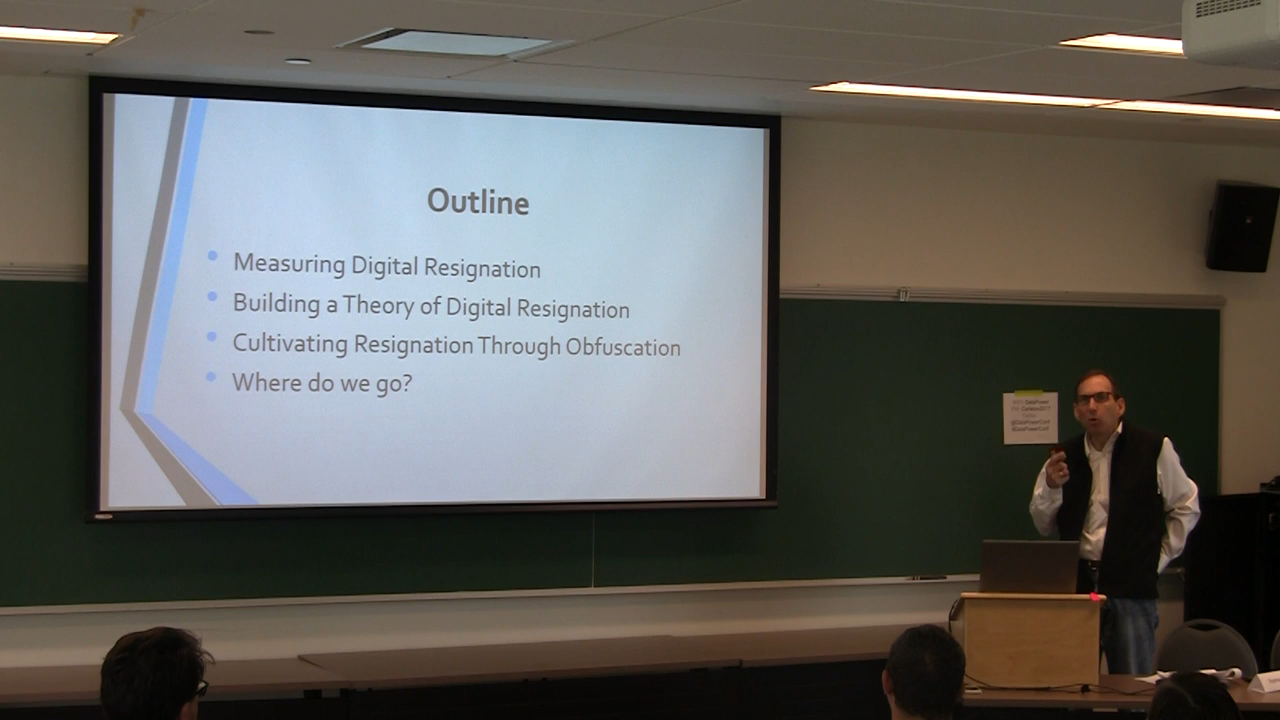 Outline
Measuring Digital Resignation
Building a Theory of Digital Resignation
Cultivating Resignation Through Obfuscation
Where do we go?